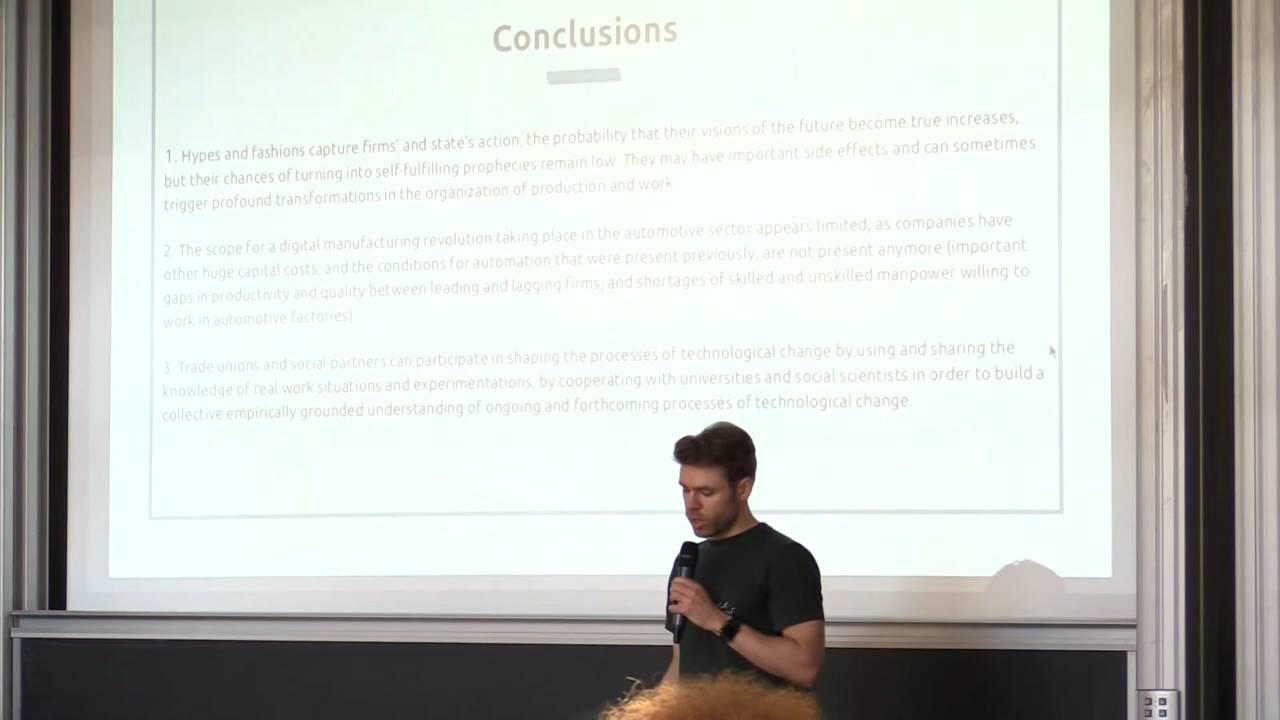 Conclusions
1. Hypes and fashions capture firms' and state's action, the probability that their visions of the future become true increases,
but their chances of turning into self-fulfilling prophecies remain low. They may have important side effects and can sometimes
trigger profound transformations in the organization of production and work.
2. The scope for a digital manufacturing revolution taking place in the automotive sector appears limited, as companies have
other huge capital costs, and the conditions for automation that were present previously, are not present anymore (important
gaps in productivity and quality between leading and lagging firms; and shortages of skilled and unskilled manpower willing to
work in automotive factories)
3. Trade unions and social partners can participate in shaping the processes of technological change by using and sharing the
knowledge of real work situations and experimentations, by cooperating with universities and social scientists in order to build a
collective empirically grounded understanding of ongoing and forthcoming processes of technological change.